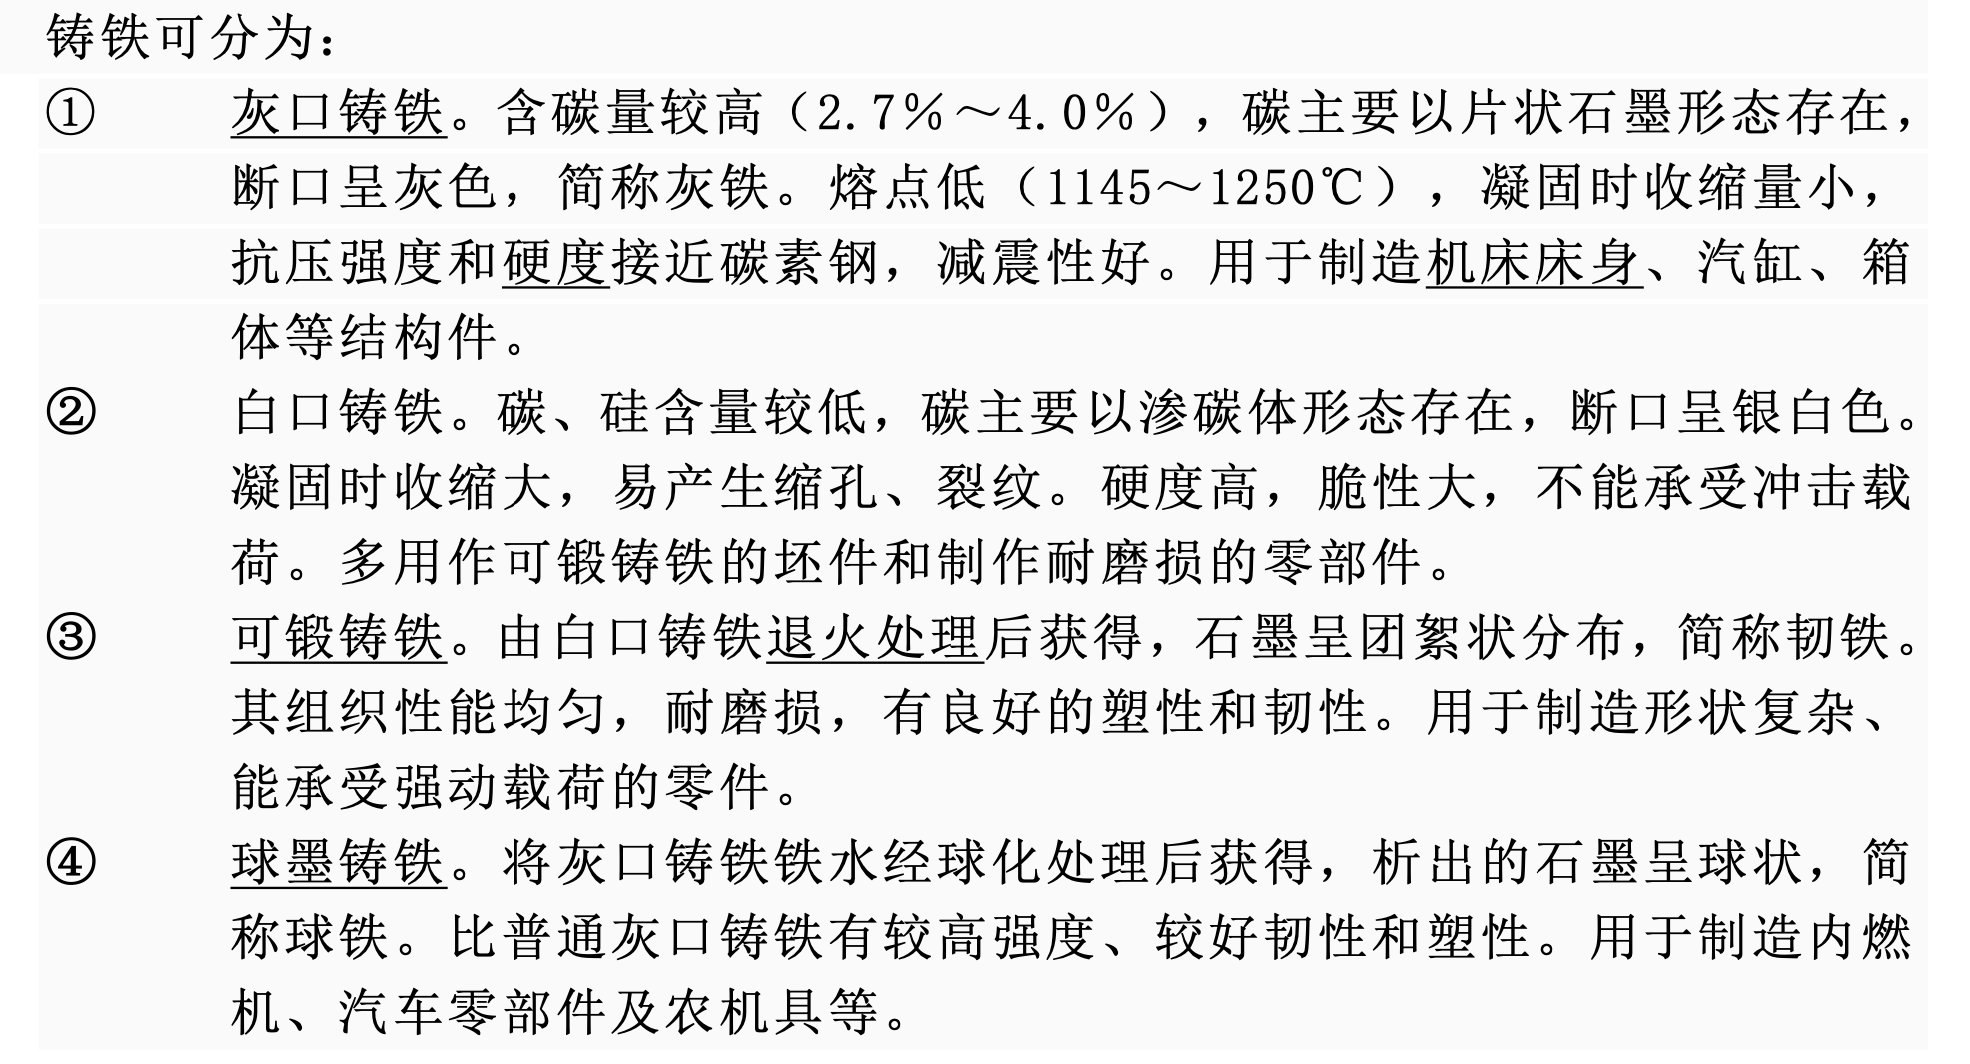 铸铁可分为：
① 灰口铸铁。含碳量较高（2.7％～4.0％），碳主要以片状石墨形态存在，
断口呈灰色，简称灰铁。熔点低（1145～1250℃），凝固时收缩量小，
抗压强度和硬度接近碳素钢，减震性好。用于制造机床床身、汽缸、箱
体等结构件。
② 白口铸铁。碳、硅含量较低，碳主要以渗碳体形态存在，断口呈银白色。
凝固时收缩大，易产生缩孔、裂纹。硬度高，脆性大，不能承受冲击载
荷。多用作可锻铸铁的坯件和制作耐磨损的零部件。
③ 可锻铸铁。由白口铸铁退火处理后获得，石墨呈团絮状分布，简称韧铁。
其组织性能均匀，耐磨损，有良好的塑性和韧性。用于制造形状复杂、
能承受强动载荷的零件。
④ 球墨铸铁。将灰口铸铁铁水经球化处理后获得，析出的石墨呈球状，简
称球铁。比普通灰口铸铁有较高强度、较好韧性和塑性。用于制造内燃
机、汽车零部件及农机具等。